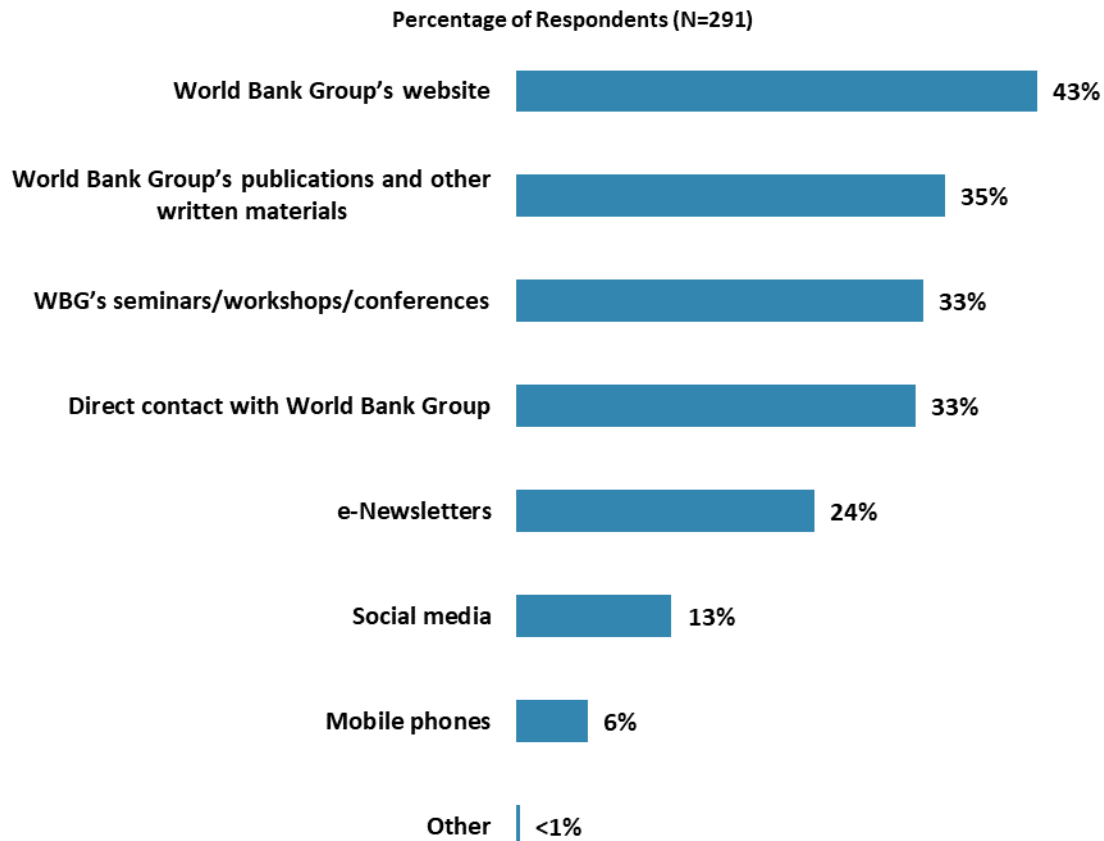 Percentage of Respondents (N=291)
World Bank Group’s website
43%
World Bank Group’s publications and other
written materials
35%
WBG’s seminars/workshops/conferences
33%
Direct contact with World Bank Group
33%
e-Newsletters
24%
Social media
13%
Mobile phones
6%
Other
<1%